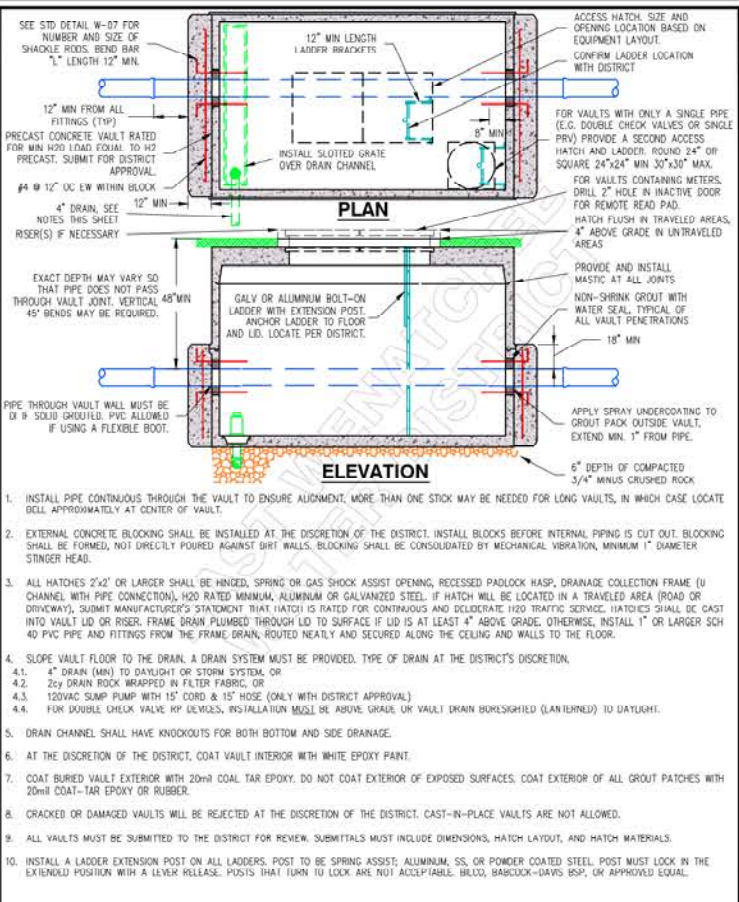 SEE STD DETAIL W-07 FOR
NUMBER AND SIZE OF
SHACKLE RODS. BEND BAR
"L" LENGTH 12" MIN.
12" MIN FROM ALL
FITTINGS (TYP)
PRECAST CONCRETE VAULT RATED
FOR MIN H20 LOAD EQUAL TO H2
PRECAST. SUBMIT FOR DISTRICT
APPROVAL.
#4 @ 12" OC EW WITHIN BLOCK
4" DRAIN, SEE
NOTES THIS SHEET
12" MIN
RISER(S) IF NECESSARY
12" MIN LENGTH
LADDER BRACKETS
INSTALL SLOTTED GRATE
OVER DRAIN CHANNEL
8" MIN
PLAN
ACCESS HATCH. SIZE AND
OPENING LOCATION BASED ON
EQUIPMENT LAYOUT.
CONFIRM LADDER LOCATION
WITH DISTRICT
FOR VAULTS WITH ONLY A SINGLE PIPE
(E.G. DOUBLE CHECK VALVES OR SINGLE
PRV) PROVIDE A SECOND ACCESS
HATCH AND LADDER. ROUND 24" OR
SQUARE 24"x24" MIN 30"x30" MAX.
FOR VAULTS CONTAINING METERS.
DRILL 2" HOLE IN INACTIVE DOOR
FOR REMOTE READ PAD.
HATCH FLUSH IN TRAVELED AREAS,
4" ABOVE GRADE IN UNTRAVELED
AREAS
EXACT DEPTH MAY VARY SO
THAT PIPE DOES NOT PASS
THROUGH VAULT JOINT. VERTICAL
45° BENDS MAY BE REQUIRED.
48"MIN
GALV OR ALUMINUM BOLT-ON
LADDER WITH EXTENSION POST.
ANCHOR LADDER TO FLOOR
AND LID. LOCATE PER DISTRICT.
PROVIDE AND INSTALL
MASTIC AT ALL JOINTS
NON-SHRINK GROUT WITH
WATER SEAL, TYPICAL OF
ALL VAULT PENETRATIONS
18" MIN
PIPE THROUGH VAULT WALL MUST BE
DI IF SOLID GROUTED. PVC ALLOWED
IF USING A FLEXIBLE BOOT.
APPLY SPRAY UNDERCOATING TO
GROUT PACK OUTSIDE VAULT,
EXTEND MIN. 1" FROM PIPE.
6" DEPTH OF COMPACTED
3/4" MINUS CRUSHED ROCK
ELEVATION
EAST WENATCHEE
WATER DISTRICT
1. INSTALL PIPE CONTINUOUS THROUGH THE VAULT TO ENSURE ALIGNMENT. MORE THAN ONE STICK MAY BE NEEDED FOR LONG VAULTS, IN WHICH CASE LOCATE
BELL APPROXIMATELY AT CENTER OF VAULT.
2. EXTERNAL CONCRETE BLOCKING SHALL BE INSTALLED AT THE DISCRETION OF THE DISTRICT. INSTALL BLOCKS BEFORE INTERNAL PIPING IS CUT OUT. BLOCKING
SHALL BE FORMED, NOT DIRECTLY POURED AGAINST DIRT WALLS. BLOCKING SHALL BE CONSOLIDATED BY MECHANICAL VIBRATION, MINIMUM 1" DIAMETER
STINGER HEAD.
3. ALL HATCHES 2'x2' OR LARGER SHALL BE HINGED, SPRING OR GAS SHOCK ASSIST OPENING, RECESSED PADLOCK HASP, DRAINAGE COLLECTION FRAME (U
CHANNEL WITH PIPE CONNECTION), H20 RATED MINIMUM, ALUMINUM OR GALVANIZED STEEL. IF HATCH WILL BE LOCATED IN A TRAVELED AREA (ROAD OR
DRIVEWAY), SUBMIT MANUFACTURER'S STATEMENT THAT HATCH IS RATED FOR CONTINUOUS AND DELIBERATE H20 TRAFFIC SERVICE. HATCHES SHALL BE CAST
INTO VAULT LID OR RISER. FRAME DRAIN PLUMBED THROUGH LID TO SURFACE IF LID IS AT LEAST 4" ABOVE GRADE. OTHERWISE, INSTALL 1" OR LARGER SCH
40 PVC PIPE AND FITTINGS FROM THE FRAME DRAIN, ROUTED NEATLY AND SECURED ALONG THE CEILING AND WALLS TO THE FLOOR.
4. SLOPE VAULT FLOOR TO THE DRAIN. A DRAIN SYSTEM MUST BE PROVIDED. TYPE OF DRAIN AT THE DISTRICT'S DISCRETION,
4.1. 4" DRAIN (MIN) TO DAYLIGHT OR STORM SYSTEM, OR
4.2. 2cy DRAIN ROCK WRAPPED IN FILTER FABRIC, OR
4.3. 120VAC SUMP PUMP WITH 15' CORD & 15' HOSE (ONLY WITH DISTRICT APPROVAL)
4.4. FOR DOUBLE CHECK VALVE RP DEVICES, INSTALLATION MUST BE ABOVE GRADE OR VAULT DRAIN BORESIGHTED (LANTERNED) TO DAYLIGHT.
5. DRAIN CHANNEL SHALL HAVE KNOCKOUTS FOR BOTH BOTTOM AND SIDE DRAINAGE.
6. AT THE DISCRETION OF THE DISTRICT, COAT VAULT INTERIOR WITH WHITE EPOXY PAINT.
7. COAT BURIED VAULT EXTERIOR WITH 20mil COAL TAR EPOXY. DO NOT COAT EXTERIOR OF EXPOSED SURFACES. COAT EXTERIOR OF ALL GROUT PATCHES WITH
20mil COAT-TAR EPOXY OR RUBBER.
8. CRACKED OR DAMAGED VAULTS WILL BE REJECTED AT THE DISCRETION OF THE DISTRICT. CAST-IN-PLACE VAULTS ARE NOT ALLOWED.
9. ALL VAULTS MUST BE SUBMITTED TO THE DISTRICT FOR REVIEW. SUBMITTALS MUST INCLUDE DIMENSIONS, HATCH LAYOUT, AND HATCH MATERIALS.
10. INSTALL A LADDER EXTENSION POST ON ALL LADDERS. POST TO BE SPRING ASSIST; ALUMINUM, SS, OR POWDER COATED STEEL. POST MUST LOCK IN THE
EXTENDED POSITION WITH A LEVER RELEASE. POSTS THAT TURN TO LOCK ARE NOT ACCEPTABLE. BILCO, BABCOCK-DAVIS BSP, OR APPROVED EQUAL.